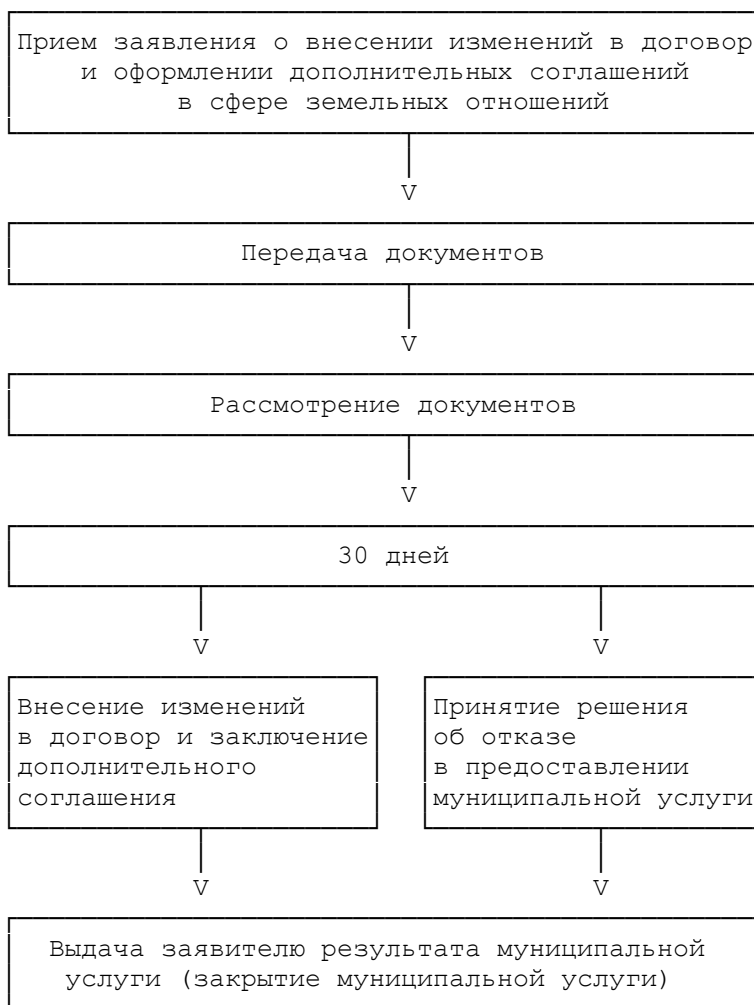 Прием заявления о внесении изменений в договор
и оформлении дополнительных соглашений
в сфере земельных отношений
V
Передача документов
V
Рассмотрение документов
V
30 дней
V V
Внесение изменений
в договор и заключение
дополнительного
соглашения
Принятие решения
об отказе
в предоставлении
муниципальной услуги
V V
Выдача заявителю результата муниципальной
услуги (закрытие муниципальной услуги)